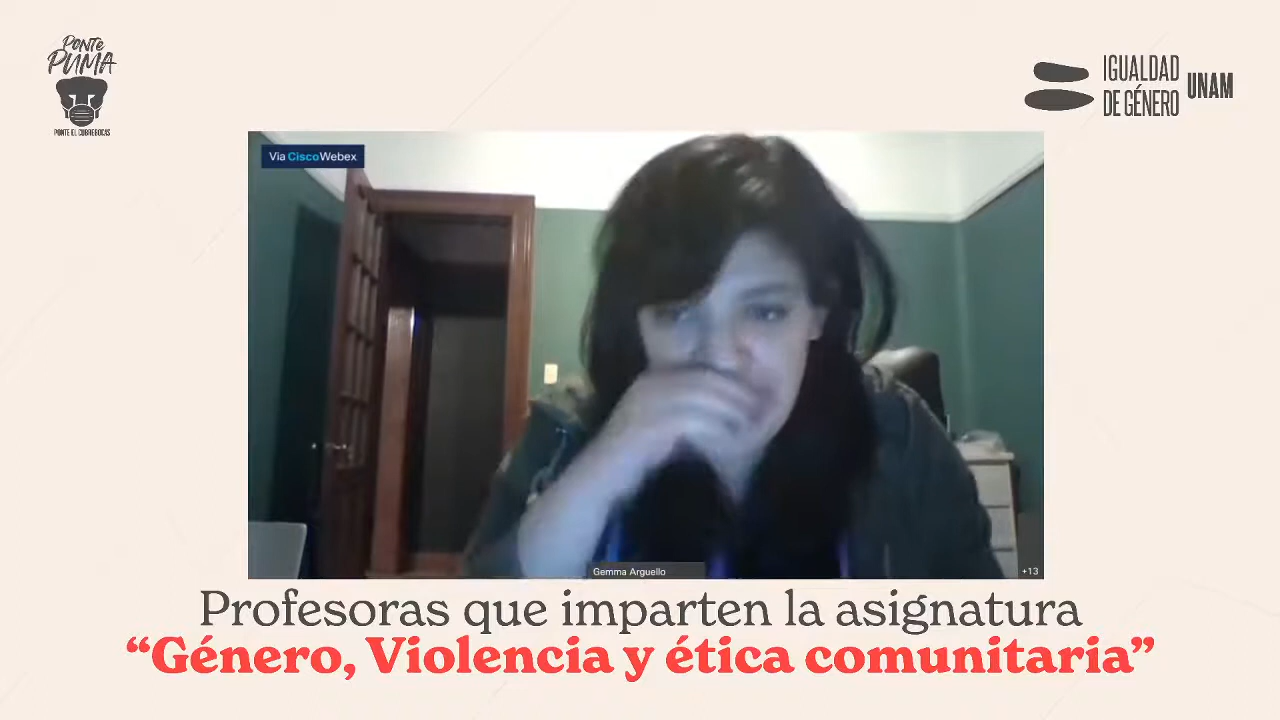 PONTE
PUMA
PONTE EL CUBREBOCAS
IGUALDAD
DE GÉNERO
UNAM
Via CiscoWebex
Gemma Arguello
+13
Profesoras que imparten la asignatura
“Género, Violencia y ética comunitaria”